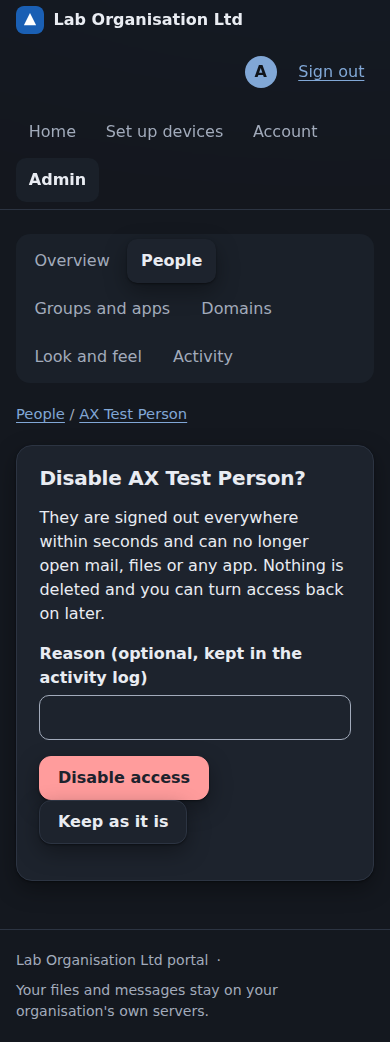 Lab Organisation Ltd
A
Sign out
Home Set up devices Account
Admin
Overview People
Groups and apps Domains
Look and feel Activity
People / AX Test Person
Disable AX Test Person?
They are signed out everywhere
within seconds and can no longer
open mail, files or any app. Nothing is
deleted and you can turn access back
on later.
Reason (optional, kept in the
activity log)
Disable access
Keep as it is
Lab Organisation Ltd portal ·
Your files and messages stay on your
organisation's own servers.